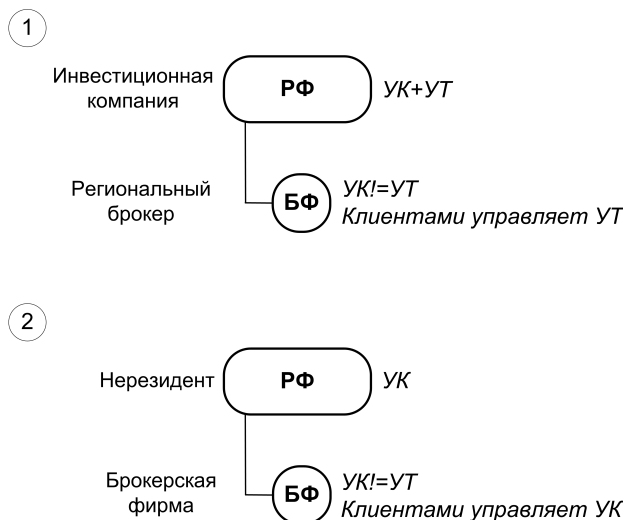 1
Инвестиционная
компания
РФ
УК+УТ
Региональный
брокер
БФ
УК!=УТ
Клиентами управляет УТ
2
Нерезидент
РФ
УК
Брокерская
фирма
БФ
УК!=УТ
Клиентами управляет УК